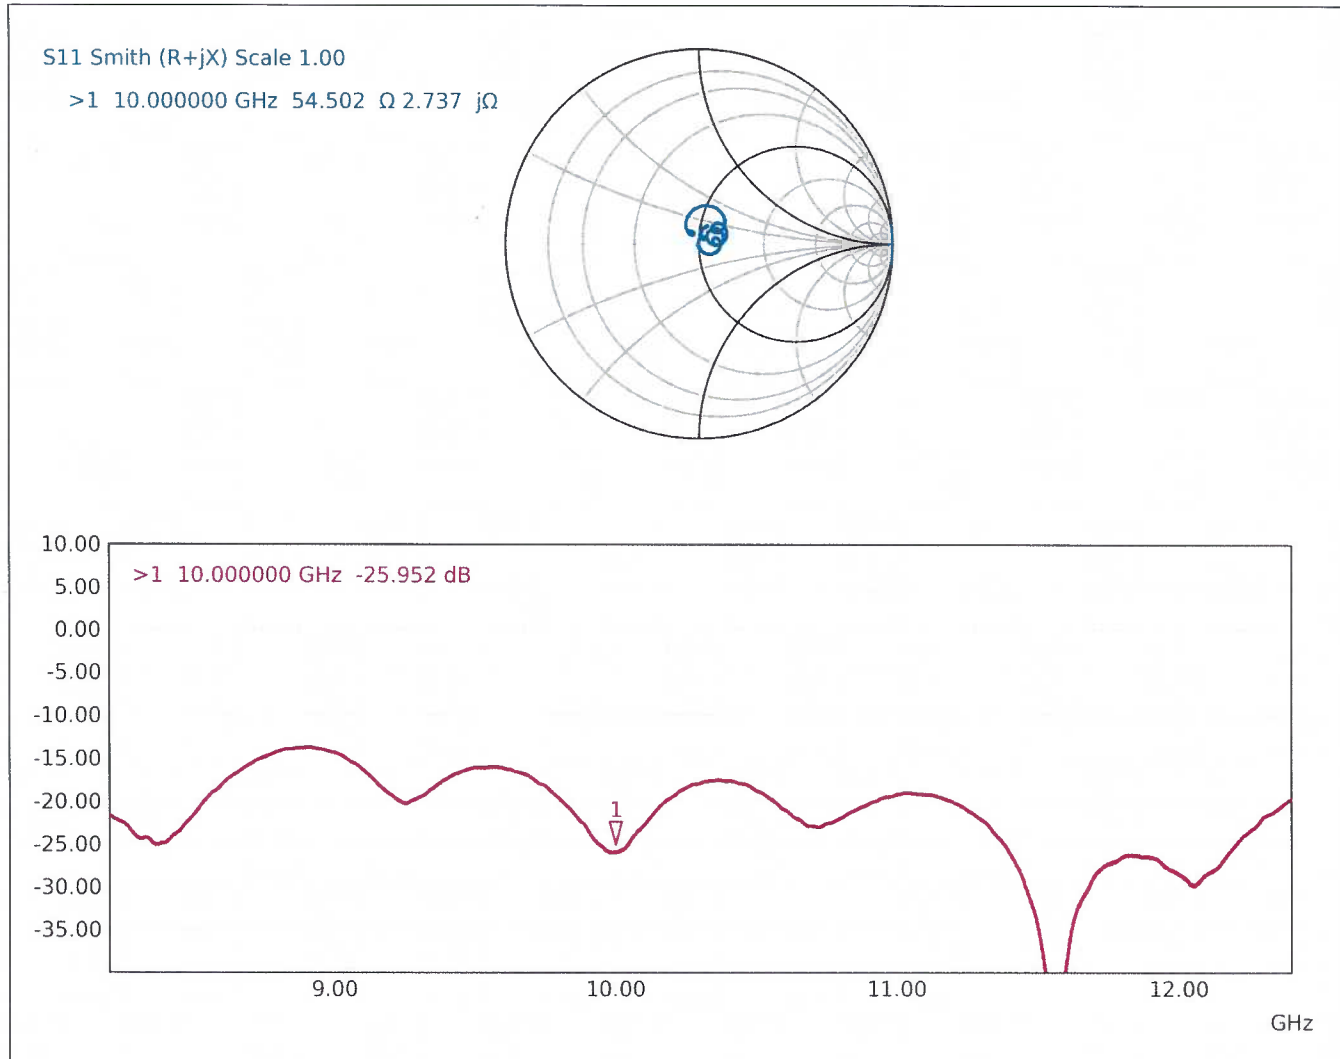 S11 Smith (R+jX) Scale 1.00
>1 10.000000 GHz 54.502 Ω 2.737 jΩ
10.00
>1 10.000000 GHz -25.952 dB
5.00
0.00
-5.00
-10.00
-15.00
-20.00
1
-25.00
-30.00
-35.00
9.00 10.00 11.00 12.00
GHz